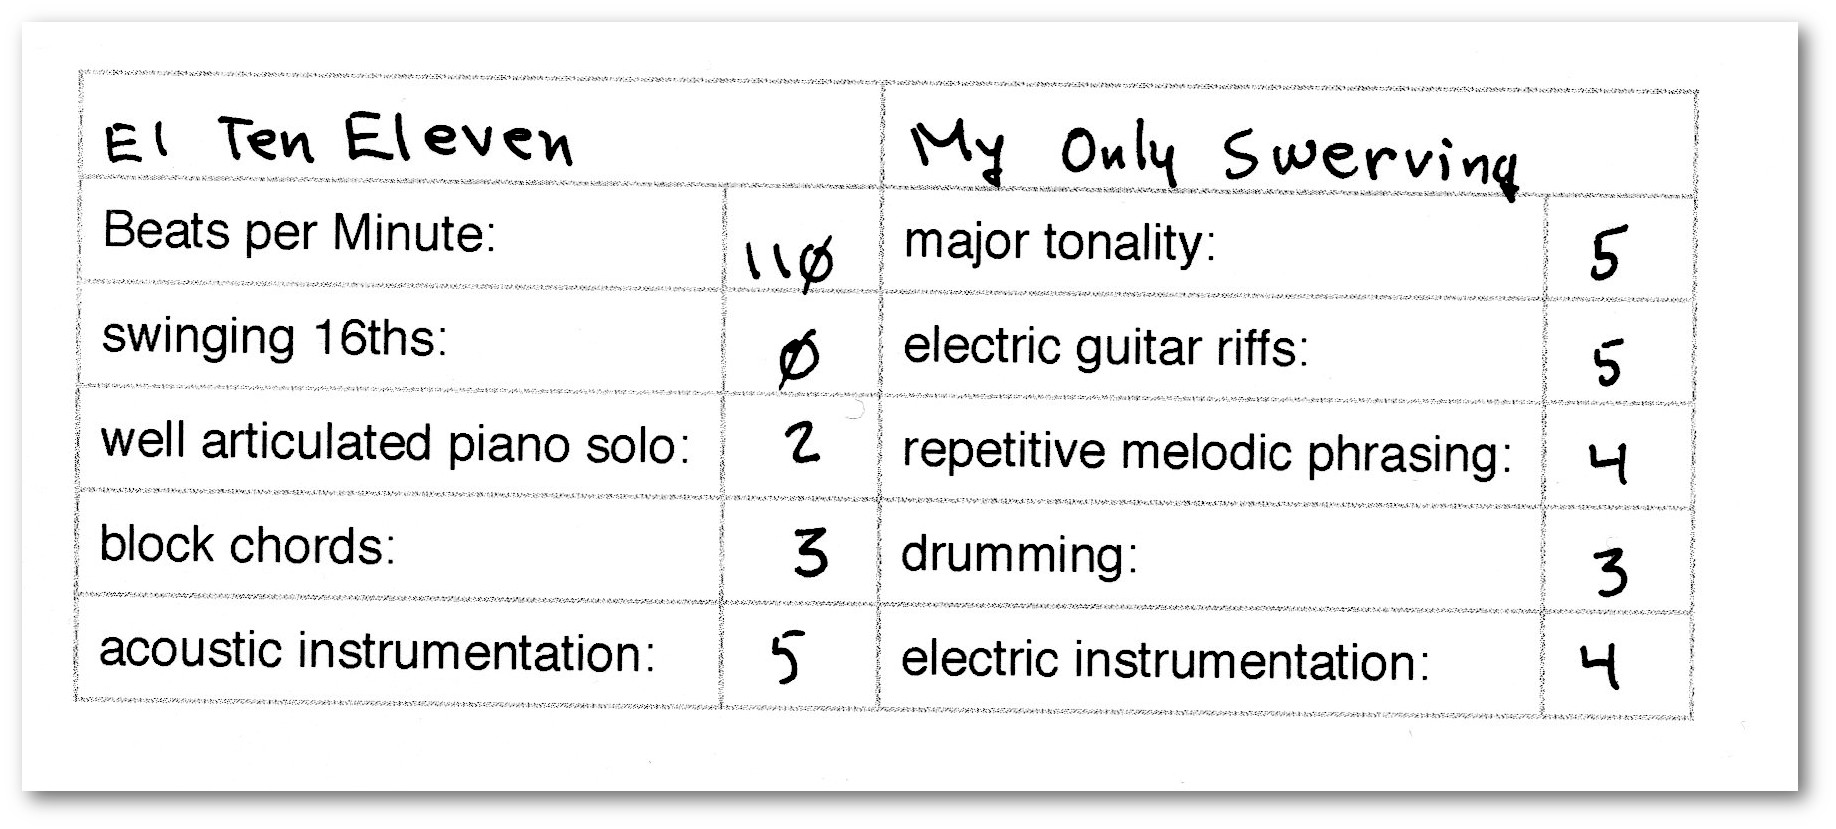 El Ten Eleven My Only Swerving
Beats per Minute: 110 major tonality: 5
swinging 16ths: 0 electric guitar riffs: 5
well articulated piano solo: 2 repetitive melodic phrasing: 4
block chords: 3 drumming: 3
acoustic instrumentation: 5 electric instrumentation: 4